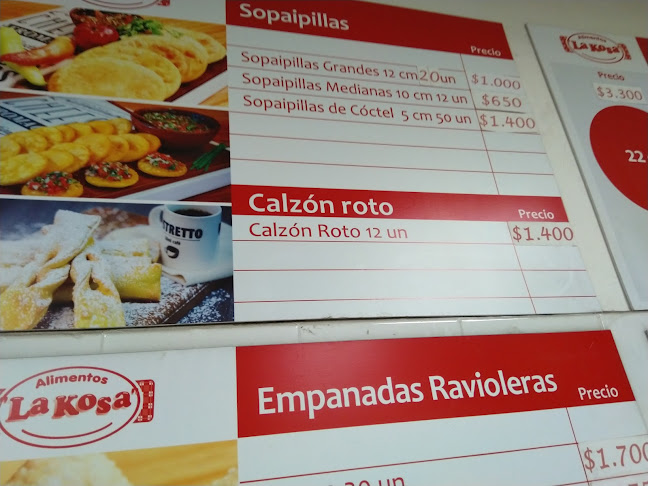 Sopaipillas
Precio
Sopaipillas Grandes 12 cm 20un $1.000
Sopaipillas Medianas 10 cm 12 un $650
Sopaipillas de Cóctel 5 cm 50 un $1.400
Calzón roto
Precio
Calzón Roto 12 un $1.400
STRETTO
Alimentos
La Kosa
Precio
$3.300
22
Alimentos
"La Kosa"
Empanadas Ravioleras
Precio
un $1.700